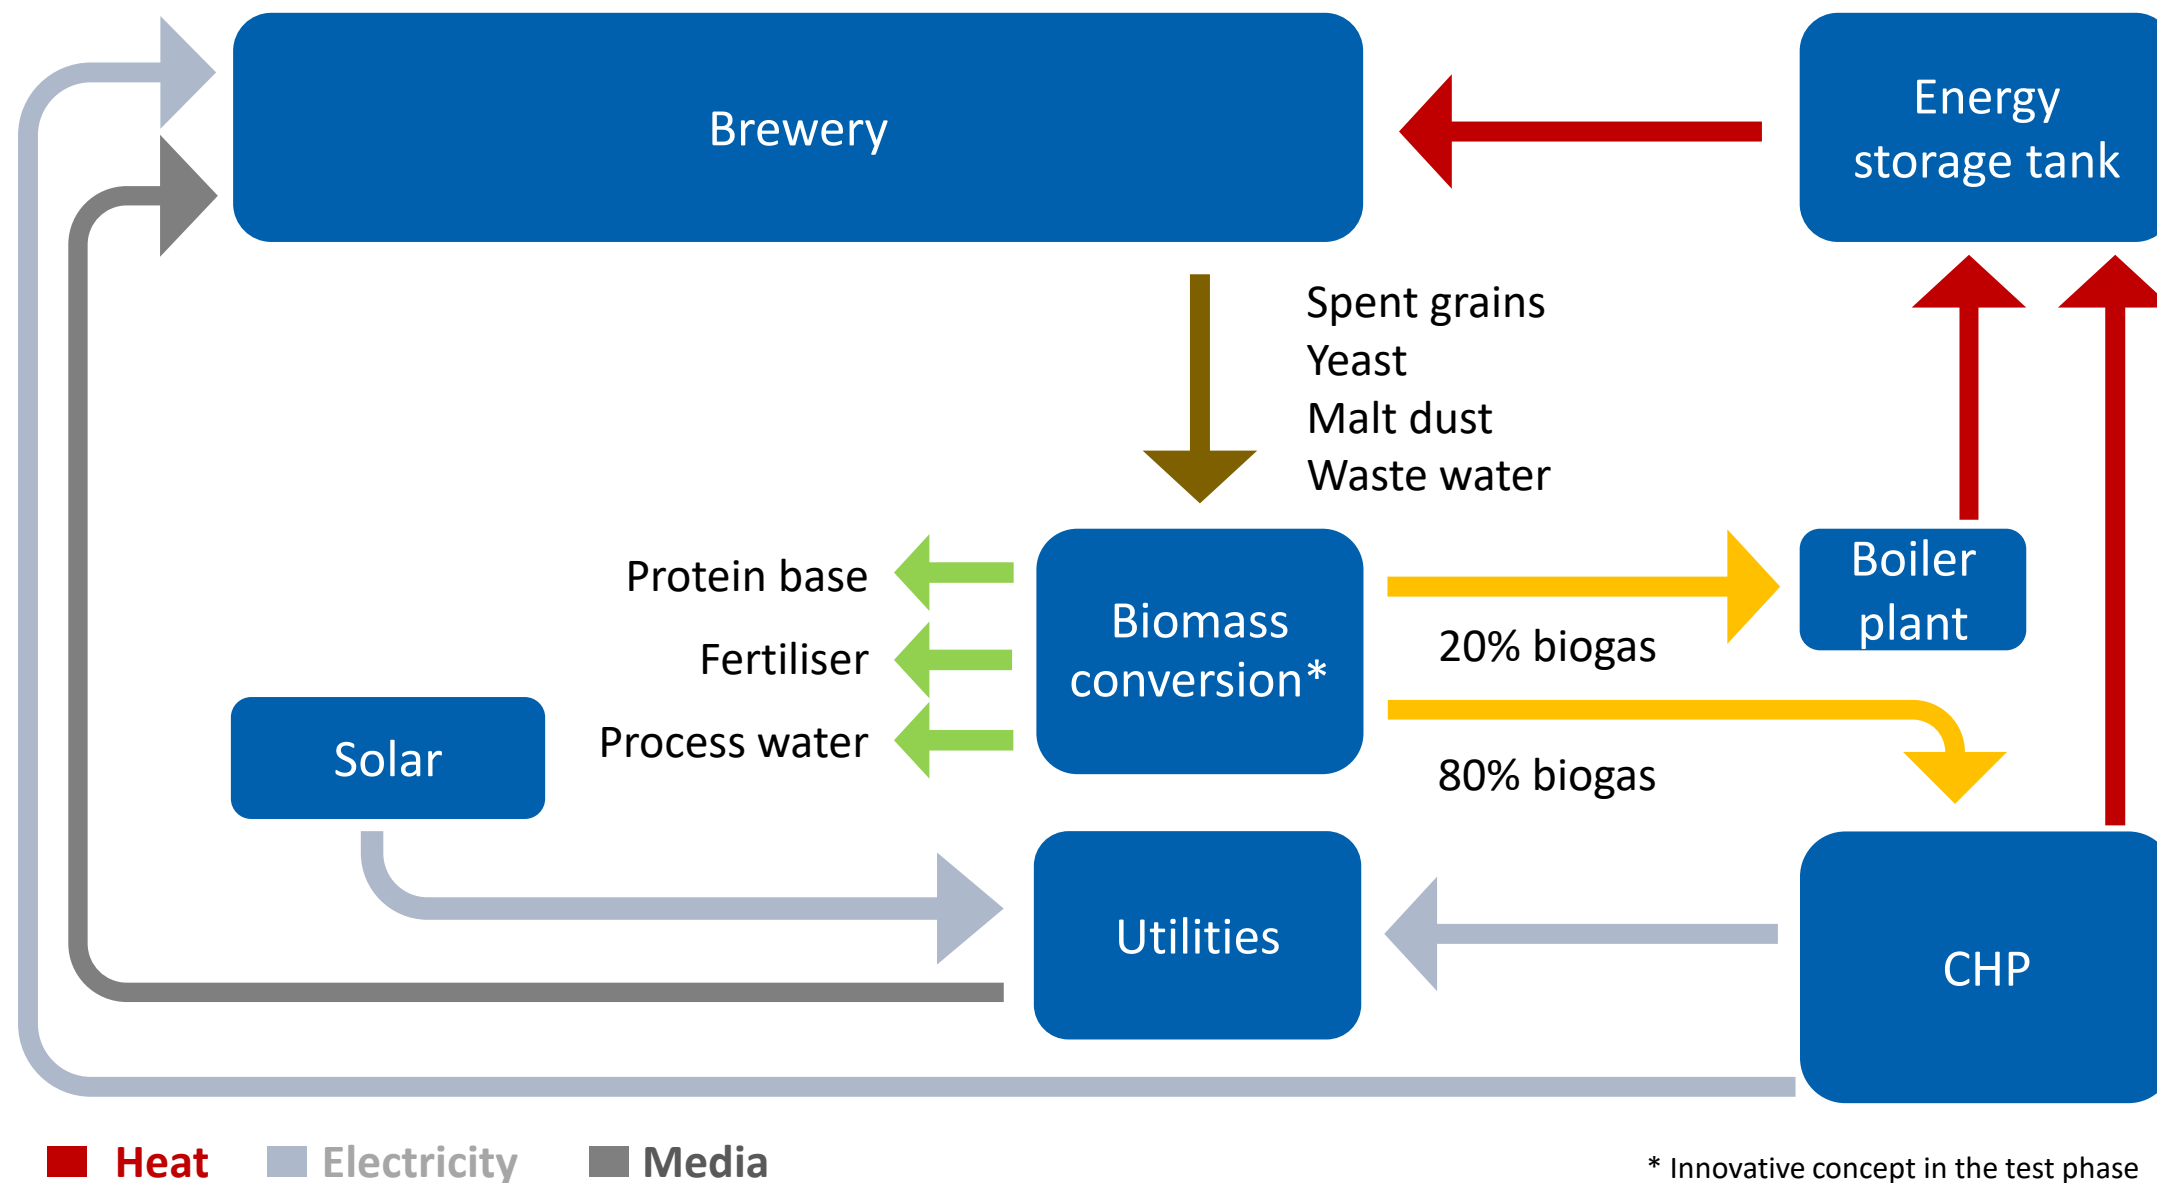 Brewery
Energy
storage tank
Spent grains
Yeast
Malt dust
Waste water
Protein base
Fertiliser
Process water
Biomass
conversion*
20% biogas
80% biogas
Boiler
plant
Solar
Utilities
CHP
Heat
Electricity
Media
* Innovative concept in the test phase